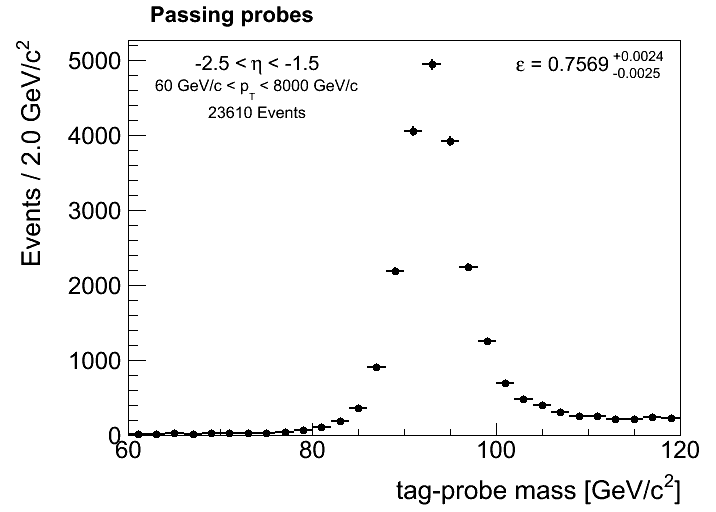 Passing probes
-2.5 < η < -1.5
60 GeV/c < p_T < 8000 GeV/c
23610 Events
ε = 0.7569 +0.0024 -0.0025
Events / 2.0 GeV/c²
5000
4000
3000
2000
1000
0
60 80 100 120
tag-probe mass [GeV/c²]